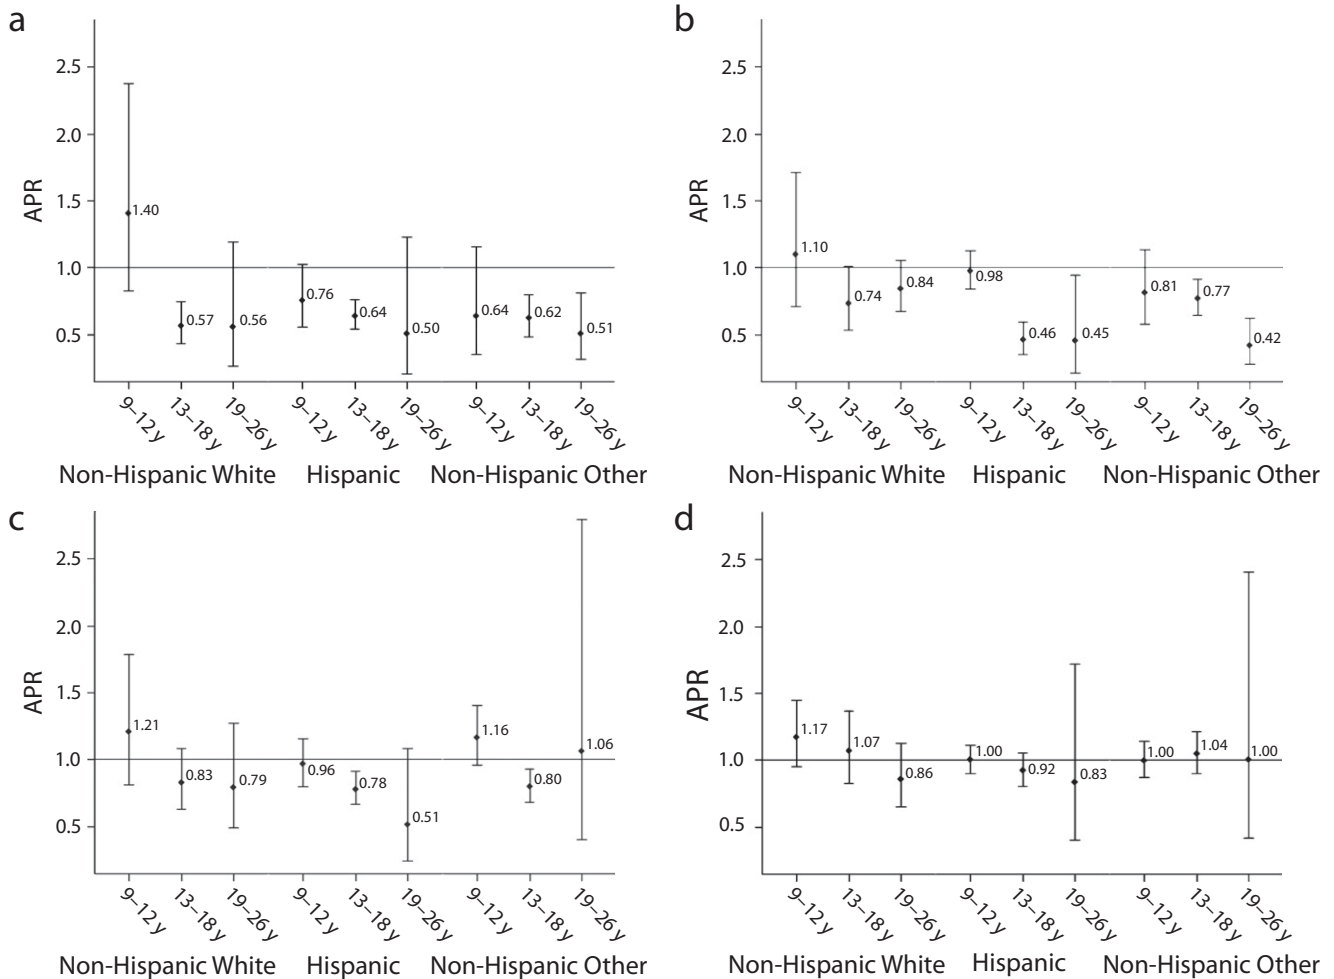 a
APR
2.5
2.0
1.5
1.0
0.5
1.40
0.57
0.56
0.76
0.64
0.50
0.64
0.62
0.51
9–12 y
13–18 y
19–26 y
9–12 y
13–18 y
19–26 y
9–12 y
13–18 y
19–26 y
Non-Hispanic White Hispanic Non-Hispanic Other
b
APR
2.5
2.0
1.5
1.0
0.5
1.10
0.74
0.84
0.98
0.46
0.45
0.81
0.77
0.42
9–12 y
13–18 y
19–26 y
9–12 y
13–18 y
19–26 y
9–12 y
13–18 y
19–26 y
Non-Hispanic White Hispanic Non-Hispanic Other
c
APR
2.5
2.0
1.5
1.0
0.5
1.21
0.83
0.79
0.96
0.78
0.51
1.16
0.80
1.06
9–12 y
13–18 y
19–26 y
9–12 y
13–18 y
19–26 y
9–12 y
13–18 y
19–26 y
Non-Hispanic White Hispanic Non-Hispanic Other
d
APR
2.5
2.0
1.5
1.0
0.5
1.17
1.07
0.86
1.00
0.92
0.83
1.00
1.04
1.00
9–12 y
13–18 y
19–26 y
9–12 y
13–18 y
19–26 y
9–12 y
13–18 y
19–26 y
Non-Hispanic White Hispanic Non-Hispanic Other